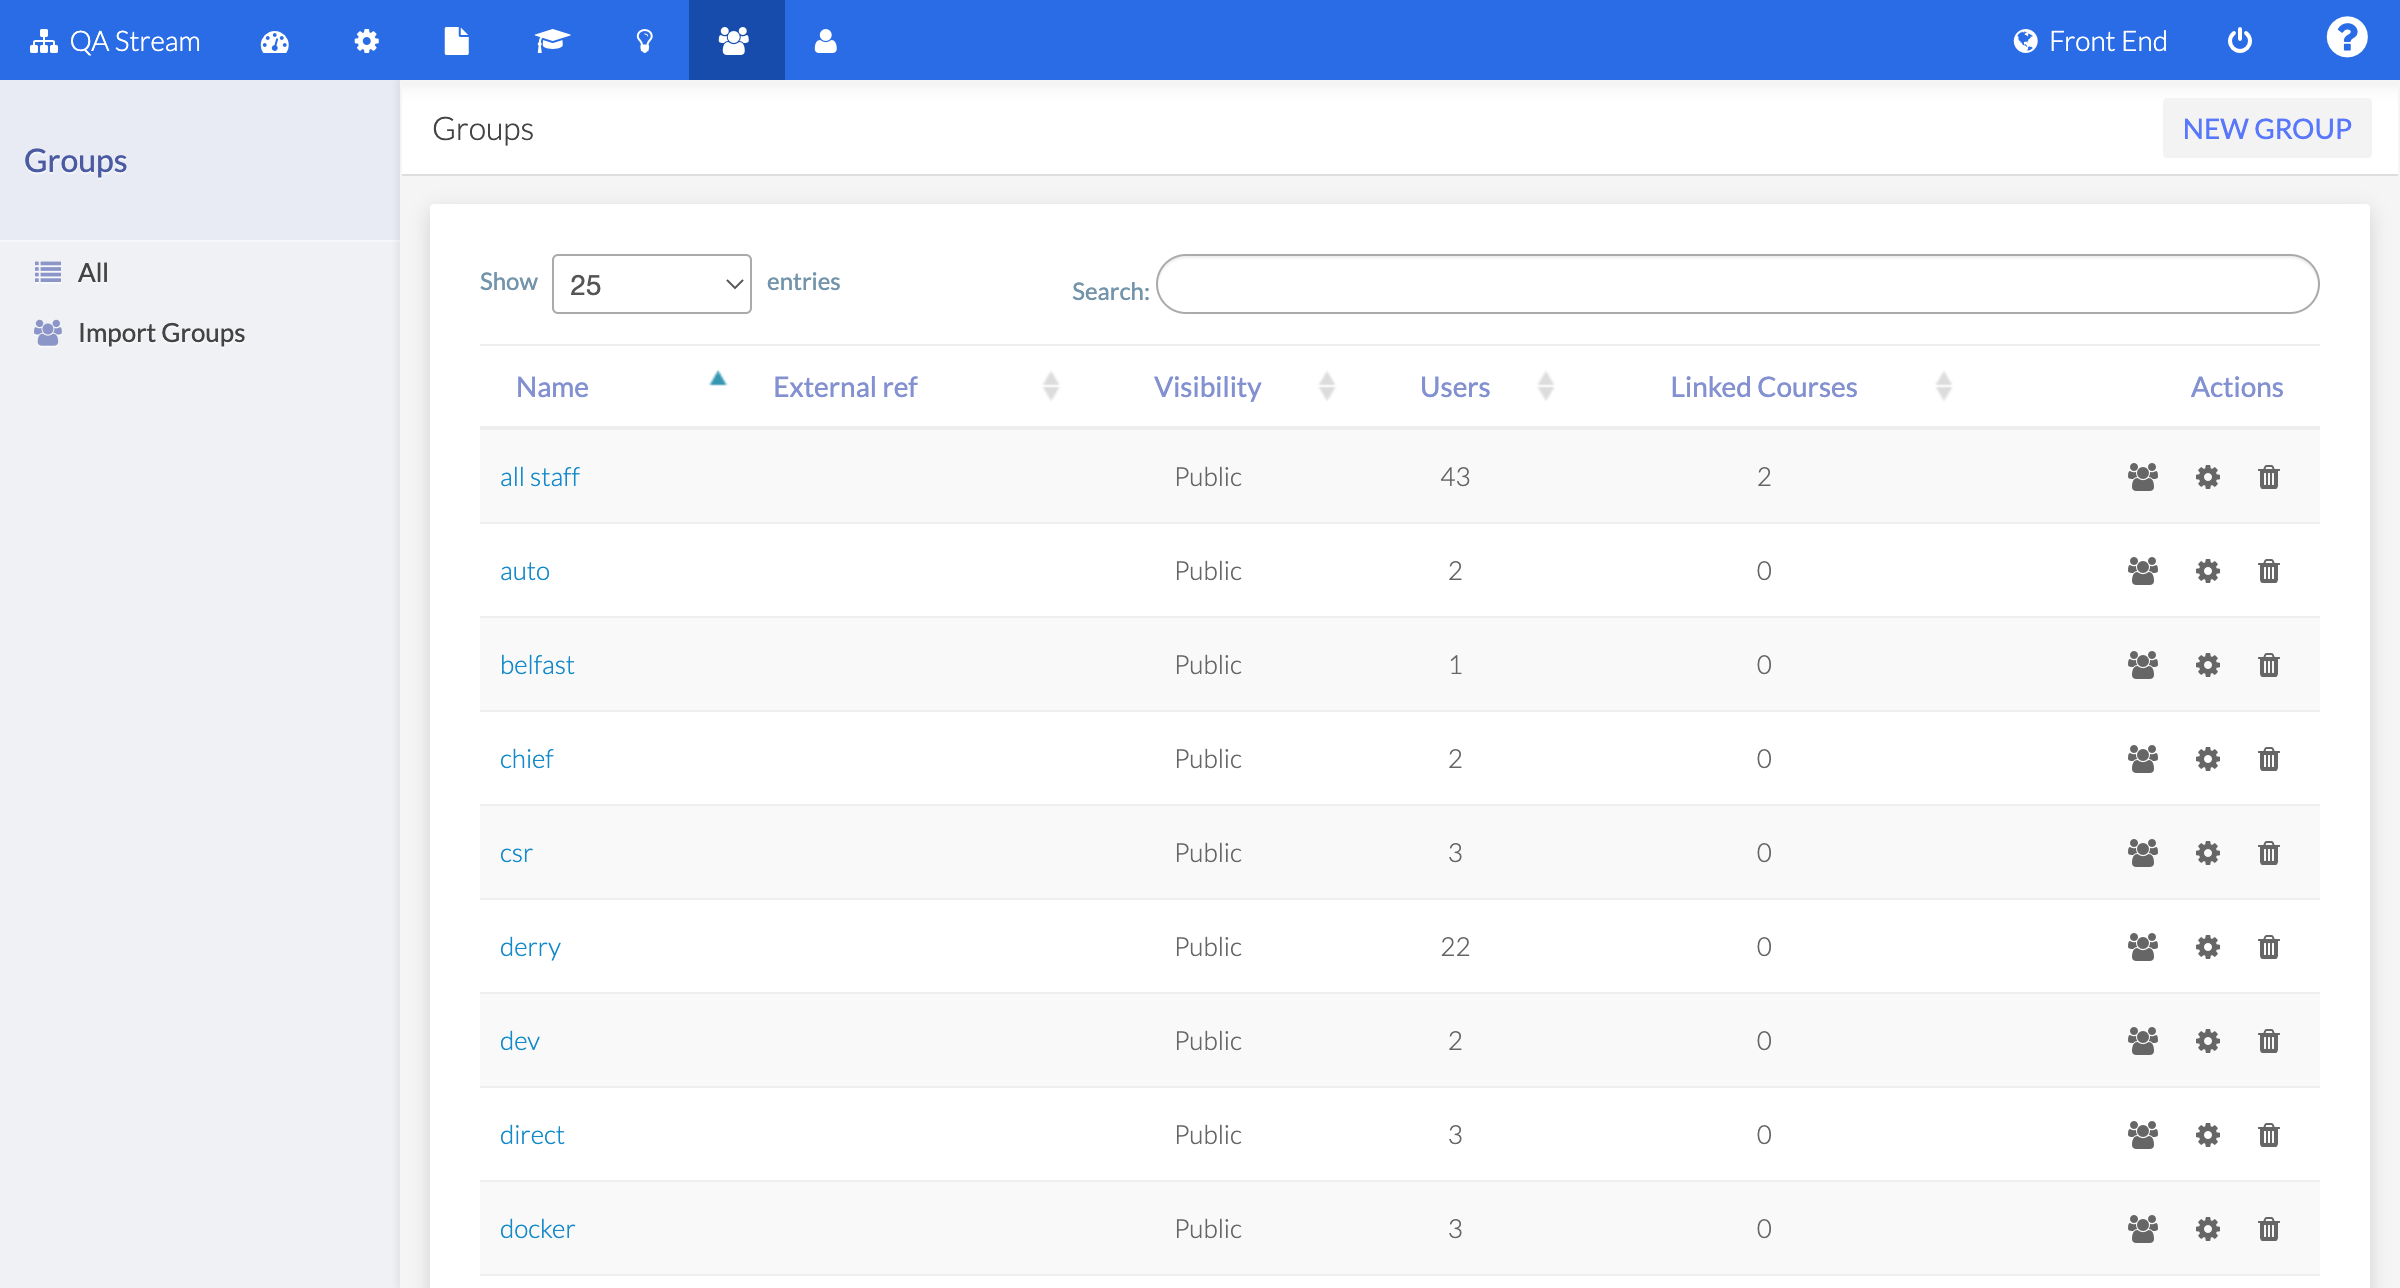 QA Stream
Front End
?
Groups
All
Import Groups
Groups
NEW GROUP
Show 25 entries
Search:
Name External ref Visibility Users Linked Courses Actions
all staff Public 43 2
auto Public 2 0
belfast Public 1 0
chief Public 2 0
csr Public 3 0
derry Public 22 0
dev Public 2 0
direct Public 3 0
docker Public 3 0